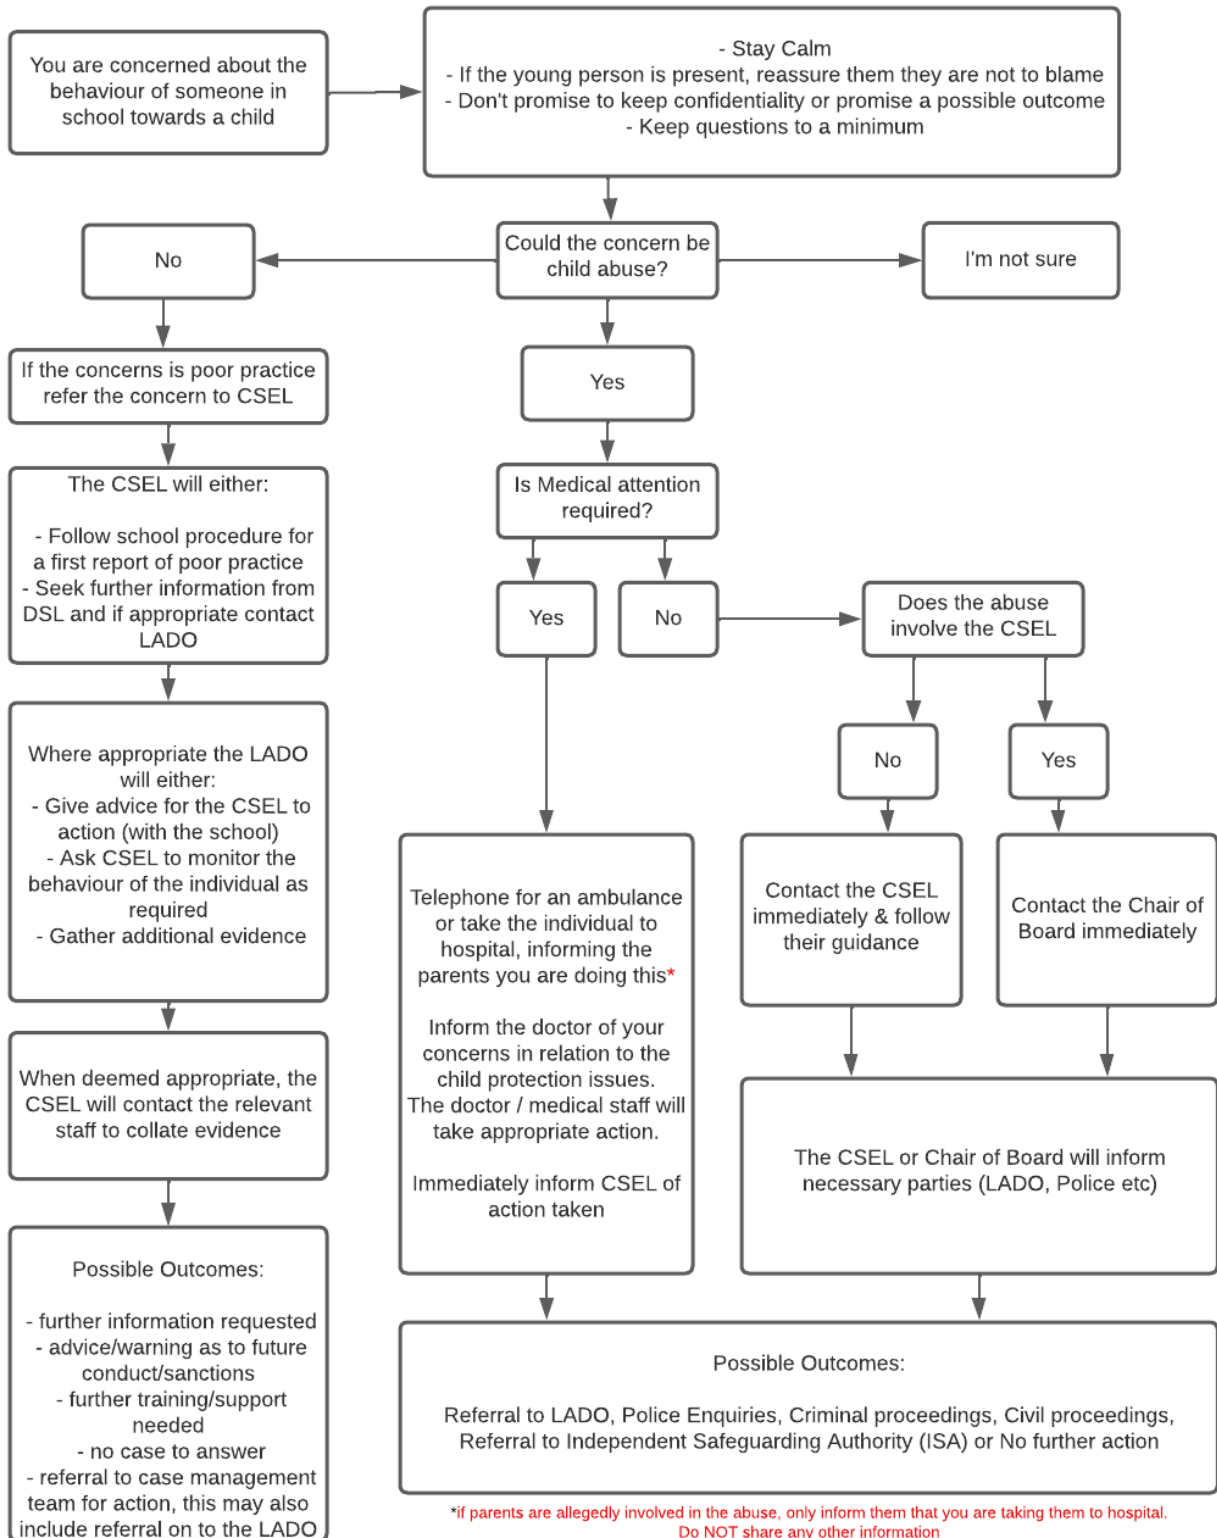 You are concerned about the
behaviour of someone in
school towards a child
- Stay Calm
- If the young person is present, reassure them they are not to blame
- Don't promise to keep confidentiality or promise a possible outcome
- Keep questions to a minimum
No
Could the concern be
child abuse?
I'm not sure
If the concerns is poor practice
refer the concern to CSEL
Yes
The CSEL will either:
- Follow school procedure for
a first report of poor practice
- Seek further information from
DSL and if appropriate contact
LADO
Is Medical attention
required?
Yes
No
Does the abuse
involve the CSEL
No
Yes
Where appropriate the LADO
will either:
- Give advice for the CSEL to
action (with the school)
- Ask CSEL to monitor the
behaviour of the individual as
required
- Gather additional evidence
Telephone for an ambulance
or take the individual to
hospital, informing the
parents you are doing this*
Inform the doctor of your
concerns in relation to the
child protection issues.
The doctor / medical staff will
take appropriate action.
Immediately inform CSEL of
action taken
Contact the CSEL
immediately & follow
their guidance
Contact the Chair of
Board immediately
When deemed appropriate, the
CSEL will contact the relevant
staff to collate evidence
The CSEL or Chair of Board will inform
necessary parties (LADO, Police etc)
Possible Outcomes:
- further information requested
- advice/warning as to future
conduct/sanctions
- further training/support
needed
- no case to answer
- referral to case management
team for action, this may also
include referral on to the LADO
Possible Outcomes:
Referral to LADO, Police Enquiries, Criminal proceedings, Civil proceedings,
Referral to Independent Safeguarding Authority (ISA) or No further action
*if parents are allegedly involved in the abuse, only inform them that you are taking them to hospital.
Do NOT share any other information